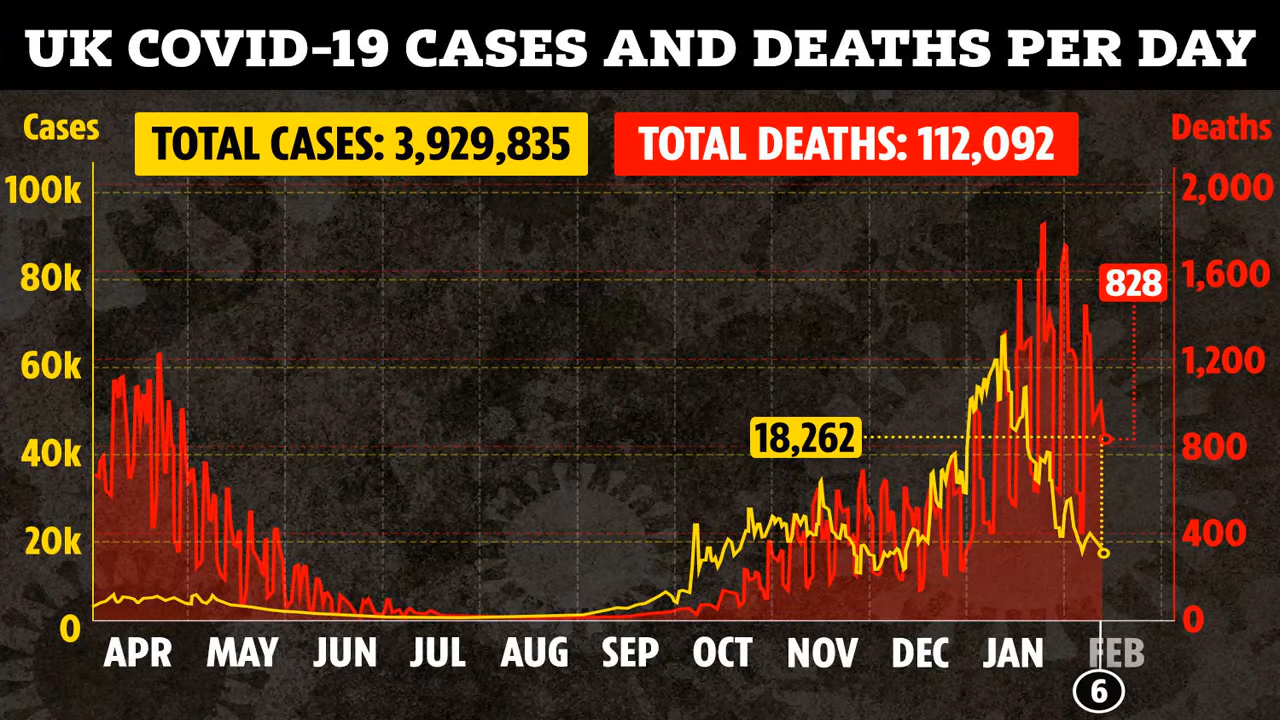 UK COVID-19 CASES AND DEATHS PER DAY
Cases
TOTAL CASES: 3,929,835
TOTAL DEATHS: 112,092
Deaths
100k
2,000
80k
1,600
828
60k
1,200
18,262
40k
800
20k
400
0
0
APR MAY JUN JUL AUG SEP OCT NOV DEC JAN FEB
6